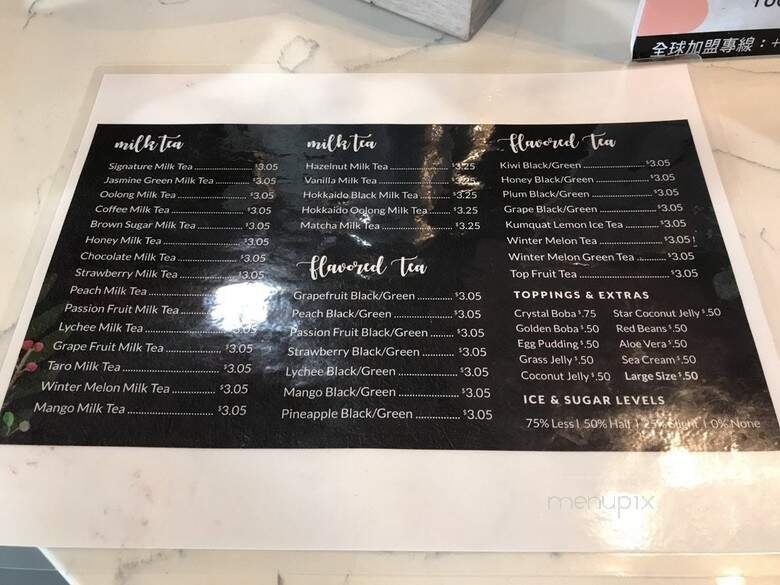 全球加盟專線：+
milk tea
Signature Milk Tea $3.05
Jasmine Green Milk Tea $3.05
Oolong Milk Tea $3.05
Coffee Milk Tea $3.05
Brown Sugar Milk Tea $3.05
Honey Milk Tea $3.05
Chocolate Milk Tea $3.05
Strawberry Milk Tea $3.05
Peach Milk Tea
Passion Fruit Milk Tea
Lychee Milk Tea $3.05
Grape Fruit Milk Tea $3.05
Taro Milk Tea $3.05
Winter Melon Milk Tea $3.05
Mango Milk Tea $3.05
milk tea
Hazelnut Milk Tea $3.25
Vanilla Milk Tea $3.25
Hokkaido Black Milk Tea $3.25
Hokkaido Oolong Milk Tea $3.25
Matcha Milk Tea $3.25
flavored tea
Grapefruit Black/Green $3.05
Peach Black/Green $3.05
Passion Fruit Black/Green $3.05
Strawberry Black/Green $3.05
Lychee Black/Green $3.05
Mango Black/Green $3.05
Pineapple Black/Green $3.05
flavored tea
Kiwi Black/Green $3.05
Honey Black/Green $3.05
Plum Black/Green $3.05
Grape Black/Green $3.05
Kumquat Lemon Ice Tea $3.05
Winter Melon Tea $3.05
Winter Melon Green Tea $3.05
Top Fruit Tea $3.05
TOPPINGS & EXTRAS
Crystal Boba $.75 Star Coconut Jelly $.50
Golden Boba $.50 Red Beans $.50
Egg Pudding $.50 Aloe Vera $.50
Grass Jelly $.50 Sea Cream $.50
Coconut Jelly $.50 Large Size $.50
ICE & SUGAR LEVELS
75% Less | 50% Half | 25% Slight | 0% None
menupix